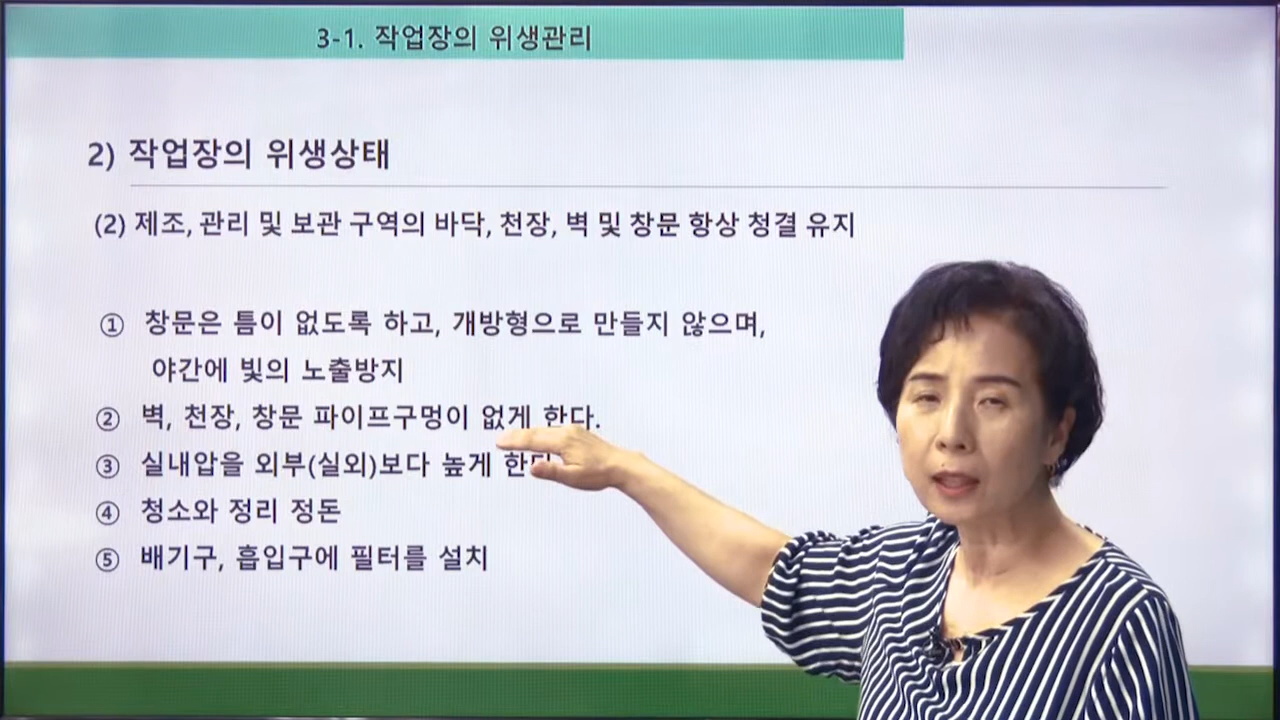 3-1. 작업장의 위생관리
2) 작업장의 위생상태
(2) 제조, 관리 및 보관 구역의 바닥, 천장, 벽 및 창문 항상 청결 유지
① 창문은 틈이 없도록 하고, 개방형으로 만들지 않으며,
야간에 빛의 노출방지
② 벽, 천장, 창문 파이프구멍이 없게 한다.
③ 실내압을 외부(실외)보다 높게 한다
④ 청소와 정리 정돈
⑤ 배기구, 흡입구에 필터를 설치